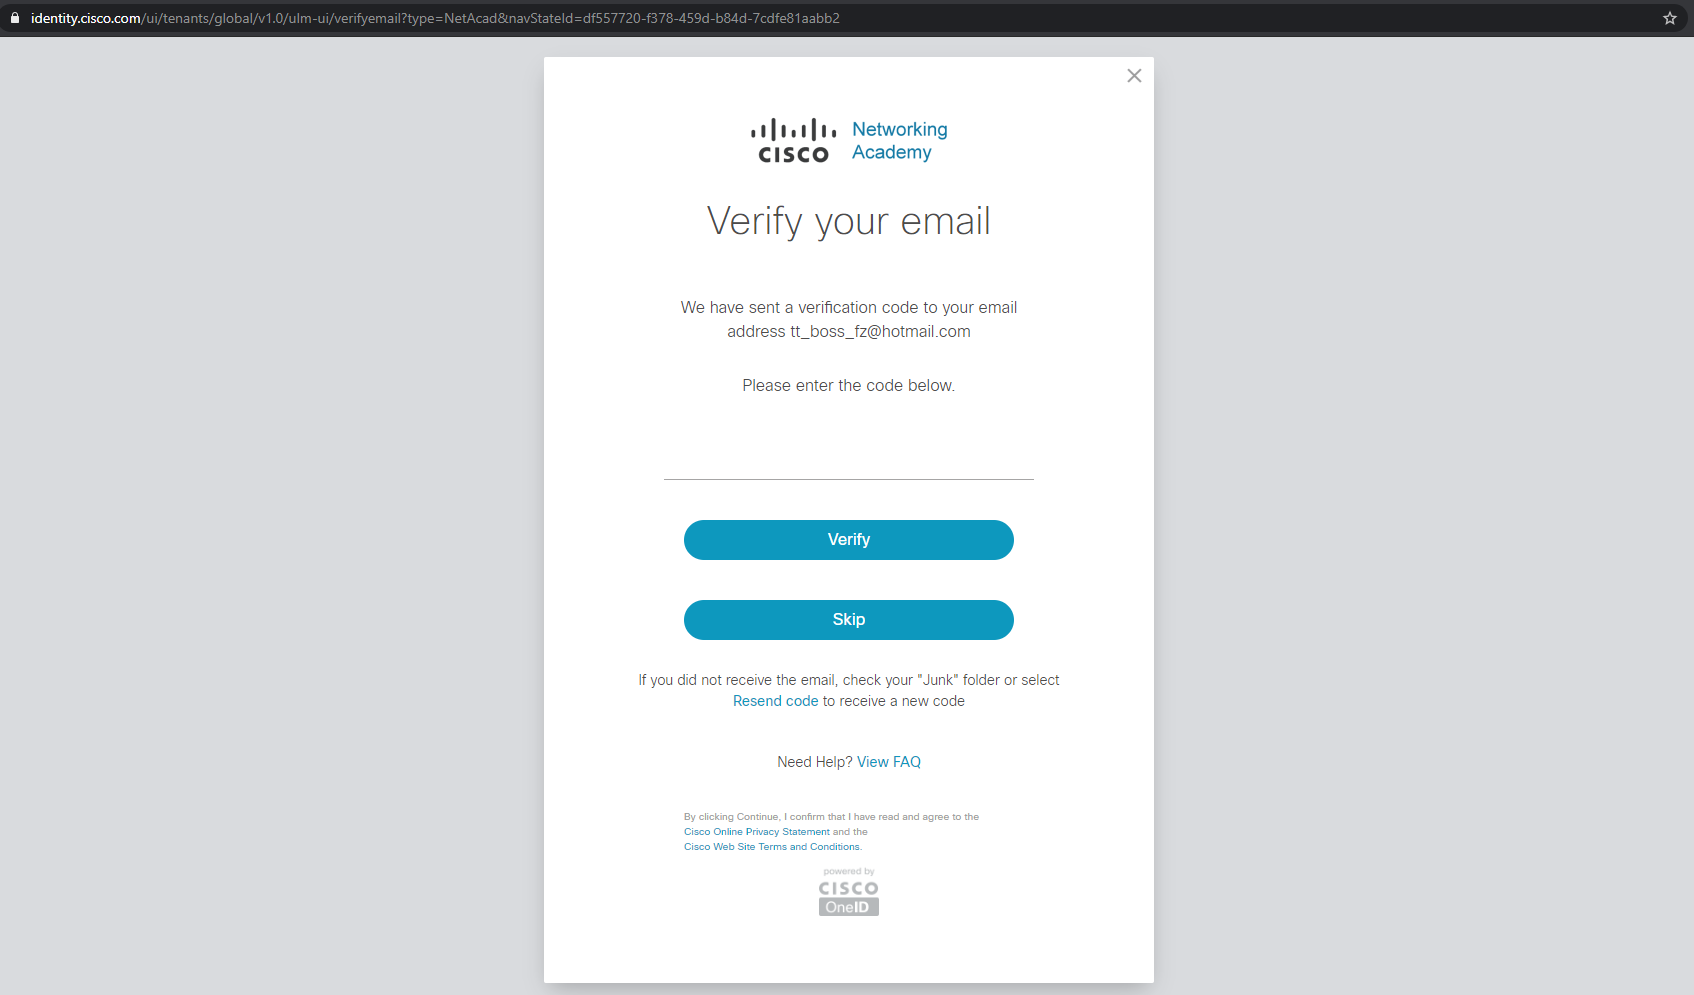 identity.cisco.com/ui/tenants/global/v1.0/ulm-ui/verifyemail?type=NetAcad&navStateId=df557720-f378-459d-b84d-7cdfe81aabb2
CISCO
Networking
Academy
Verify your email
We have sent a verification code to your email
address tt_boss_fz@hotmail.com
Please enter the code below.
Verify
Skip
If you did not receive the email, check your "Junk" folder or select
Resend code to receive a new code
Need Help? View FAQ
By clicking Continue, I confirm that I have read and agree to the
Cisco Online Privacy Statement and the
Cisco Web Site Terms and Conditions.
powered by
CISCO
OneID